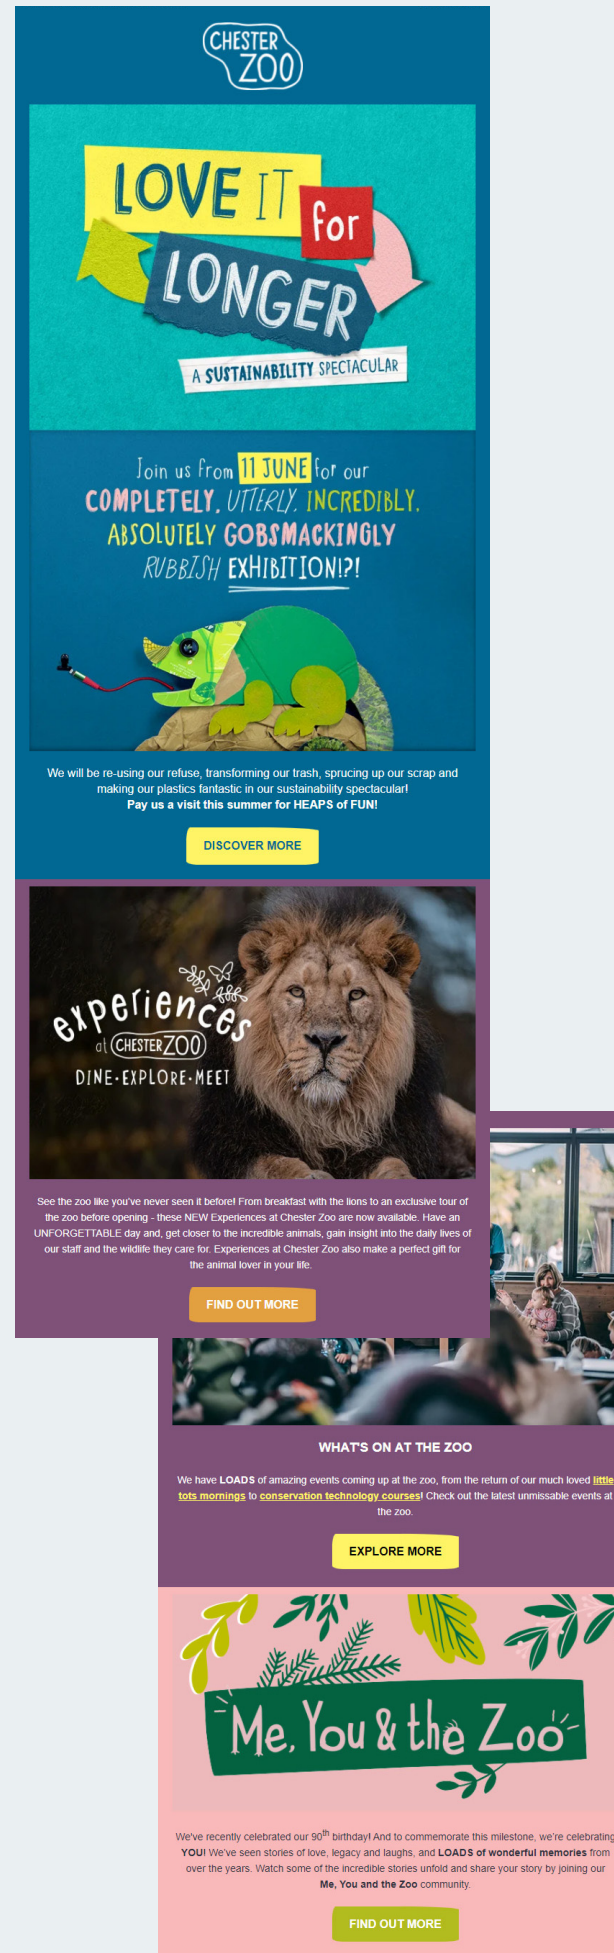 CHESTER
ZOO
LOVE IT
for
LONGER
A SUSTAINABILITY SPECTACULAR
Join us from 11 JUNE for our
COMPLETELY, UTTERLY, INCREDIBLY,
ABSOLUTELY GOBSMACKINGLY
RUBBISH EXHIBITION!?!
We will be re-using our refuse, transforming our trash, sprucing up our scrap and
making our plastics fantastic in our sustainability spectacular!
Pay us a visit this summer for HEAPS of FUN!
DISCOVER MORE
experiences
at CHESTER ZOO
DINE·EXPLORE·MEET
See the zoo like you've never seen it before! From breakfast with the lions to an exclusive tour of
the zoo before opening - these NEW Experiences at Chester Zoo are now available. Have an
UNFORGETTABLE day and, get closer to the incredible animals, gain insight into the daily lives of
our staff and the wildlife they care for. Experiences at Chester Zoo also make a perfect gift for
the animal lover in your life.
FIND OUT MORE
WHAT'S ON AT THE ZOO
We have LOADS of amazing events coming up at the zoo, from the return of our much loved little
tots mornings to conservation technology courses! Check out the latest unmissable events at
the zoo.
EXPLORE MORE
Me, You & the Zoo
We've recently celebrated our 90th birthday! And to commemorate this milestone, we're celebrating
YOU! We've seen stories of love, legacy and laughs, and LOADS of wonderful memories from
over the years. Watch some of the incredible stories unfold and share your story by joining our
Me, You and the Zoo community.
FIND OUT MORE